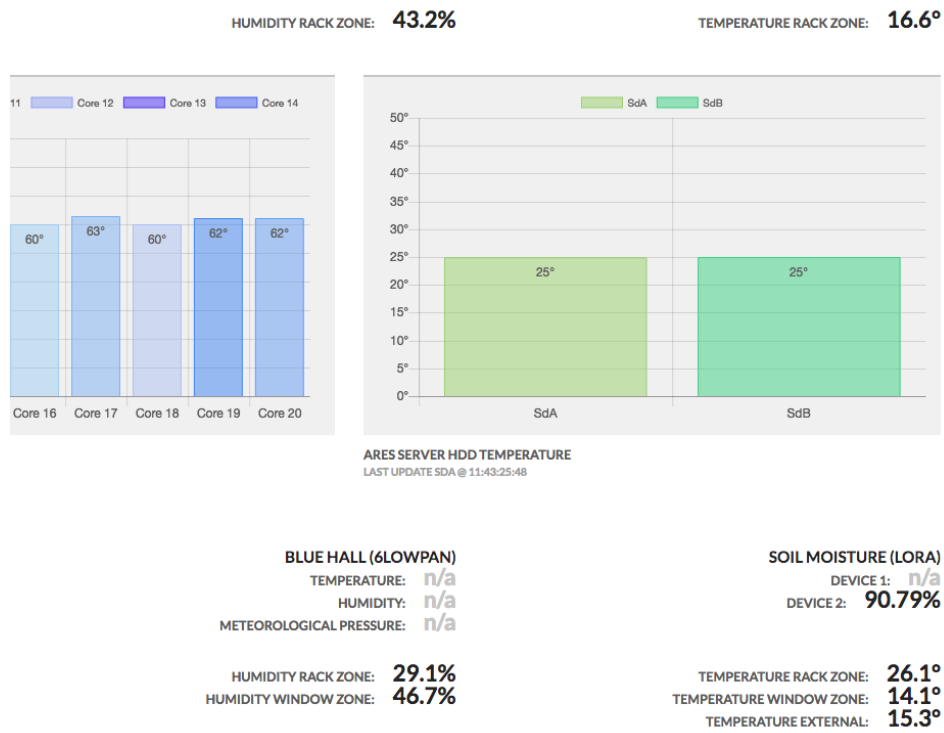 HUMIDITY RACK ZONE: 43.2%
TEMPERATURE RACK ZONE: 16.6°
11 Core 12 Core 13 Core 14
60° 63° 60° 62° 62°
Core 16 Core 17 Core 18 Core 19 Core 20
SdA SdB
50°
45°
40°
35°
30°
25°
20°
15°
10°
5°
0°
25° 25°
SdA SdB
ARES SERVER HDD TEMPERATURE
LAST UPDATE SDA @ 11:43:25:48
BLUE HALL (6LOWPAN)
TEMPERATURE: n/a
HUMIDITY: n/a
METEOROLOGICAL PRESSURE: n/a
SOIL MOISTURE (LORA)
DEVICE 1: n/a
DEVICE 2: 90.79%
HUMIDITY RACK ZONE: 29.1%
HUMIDITY WINDOW ZONE: 46.7%
TEMPERATURE RACK ZONE: 26.1°
TEMPERATURE WINDOW ZONE: 14.1°
TEMPERATURE EXTERNAL: 15.3°